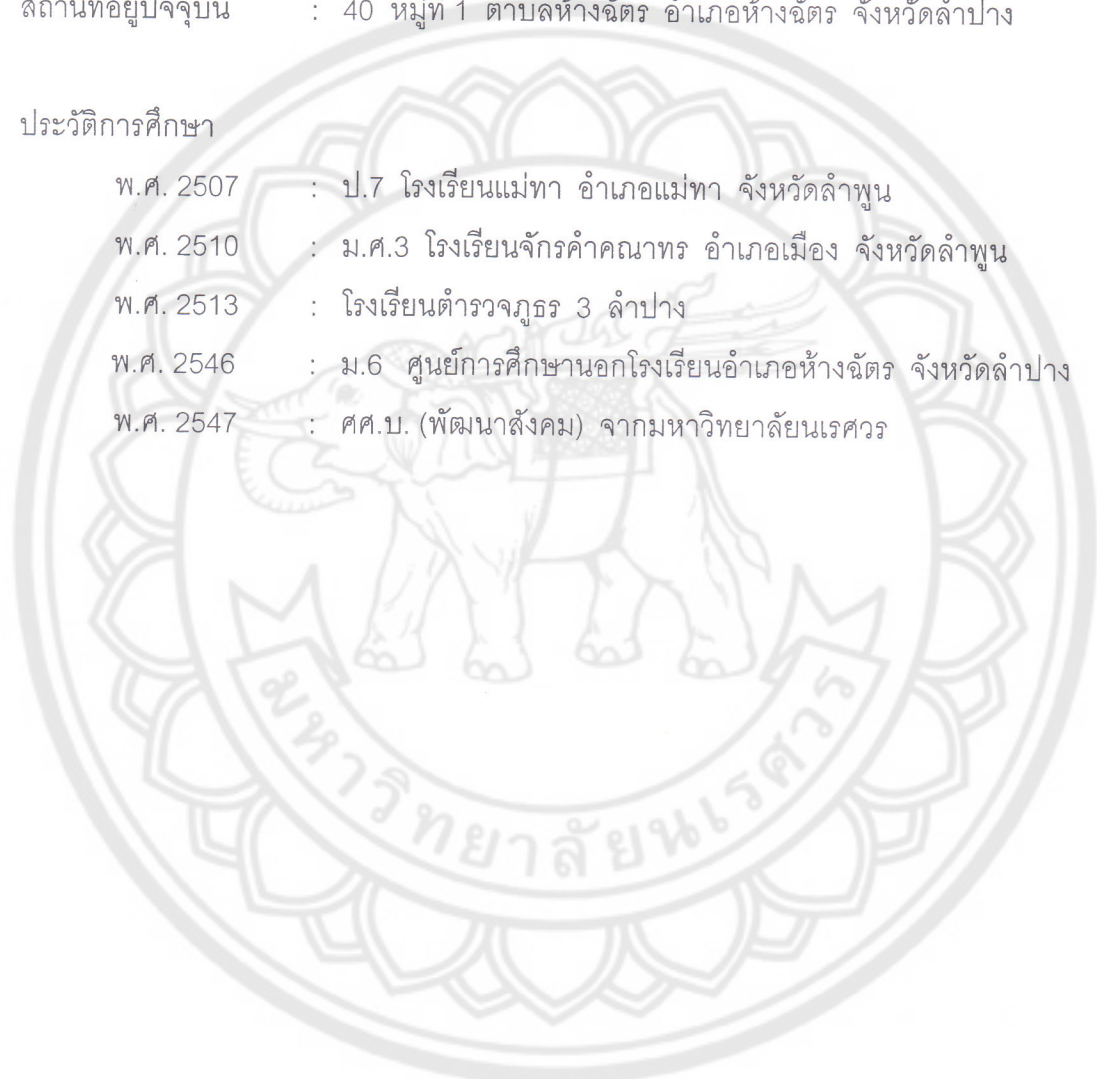 สถานที่อยู่ปัจจุบัน : 40 หมู่ที่ 1 ตำบลห้างฉัตร อำเภอห้างฉัตร จังหวัดลำปาง
ประวัติการศึกษา
พ.ศ. 2507 : ป.7 โรงเรียนแม่ทา อำเภอแม่ทา จังหวัดลำพูน
พ.ศ. 2510 : ม.ศ.3 โรงเรียนจักรคำคณาทร อำเภอเมือง จังหวัดลำพูน
พ.ศ. 2513 : โรงเรียนตำรวจภูธร 3 ลำปาง
พ.ศ. 2546 : ม.6 ศูนย์การศึกษานอกโรงเรียนอำเภอห้างฉัตร จังหวัดลำปาง
พ.ศ. 2547 : ศศ.บ. (พัฒนาสังคม) จากมหาวิทยาลัยนเรศวร
มหาวิทยาลัยนเรศวร